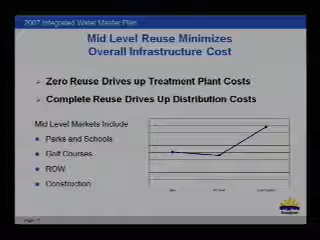 2007 Integrated Water Master Plan
Mid Level Reuse Minimizes
Overall Infrastructure Cost
Zero Reuse Drives up Treatment Plant Costs
Complete Reuse Drives Up Distribution Costs
Mid Level Markets Include
Parks and Schools
Golf Courses
ROW
Construction